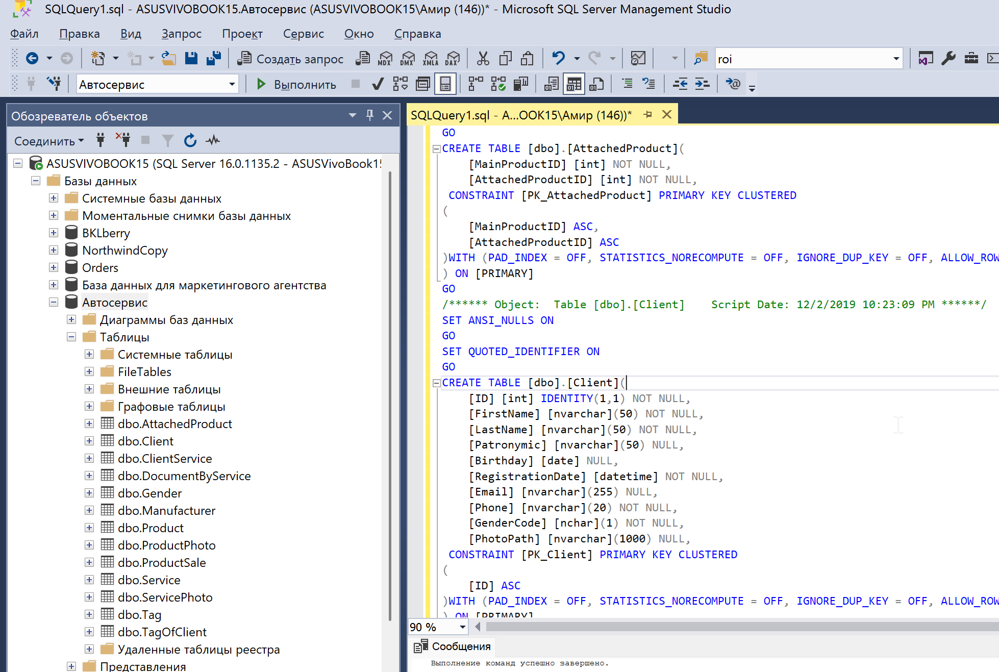 SQLQuery1.sql - ASUSVIVOBOOK15.Автосервис (ASUSVIVOBOOK15\Амир (146))* - Microsoft SQL Server Management Studio
Файл Правка Вид Запрос Проект Сервис Окно Справка
Создать запрос MDX DMX XMLA DAX roi
Автосервис Выполнить
Обозреватель объектов
Соединить
ASUSVIVOBOOK15 (SQL Server 16.0.1135.2 - ASUSVivoBook15
Базы данных
Системные базы данных
Моментальные снимки базы данных
BKLberry
NorthwindCopy
Orders
База данных для маркетингового агентства
Автосервис
Диаграммы баз данных
Таблицы
Системные таблицы
FileTables
Внешние таблицы
Графовые таблицы
dbo.AttachedProduct
dbo.Client
dbo.ClientService
dbo.DocumentByService
dbo.Gender
dbo.Manufacturer
dbo.Product
dbo.ProductPhoto
dbo.ProductSale
dbo.Service
dbo.ServicePhoto
dbo.Tag
dbo.TagOfClient
Удаленные таблицы реестра
Представления
SQLQuery1.sql - A...OOK15\Амир (146))*
GO
CREATE TABLE [dbo].[AttachedProduct](
[MainProductID] [int] NOT NULL,
[AttachedProductID] [int] NOT NULL,
CONSTRAINT [PK_AttachedProduct] PRIMARY KEY CLUSTERED
(
[MainProductID] ASC,
[AttachedProductID] ASC
)WITH (PAD_INDEX = OFF, STATISTICS_NORECOMPUTE = OFF, IGNORE_DUP_KEY = OFF, ALLOW_ROW
) ON [PRIMARY]
GO
/****** Object:  Table [dbo].[Client]    Script Date: 12/2/2019 10:23:09 PM ******/
SET ANSI_NULLS ON
GO
SET QUOTED_IDENTIFIER ON
GO
CREATE TABLE [dbo].[Client](
[ID] [int] IDENTITY(1,1) NOT NULL,
[FirstName] [nvarchar](50) NOT NULL,
[LastName] [nvarchar](50) NOT NULL,
[Patronymic] [nvarchar](50) NULL,
[Birthday] [date] NULL,
[RegistrationDate] [datetime] NOT NULL,
[Email] [nvarchar](255) NULL,
[Phone] [nvarchar](20) NOT NULL,
[GenderCode] [nchar](1) NOT NULL,
[PhotoPath] [nvarchar](1000) NULL,
CONSTRAINT [PK_Client] PRIMARY KEY CLUSTERED
(
[ID] ASC
)WITH (PAD_INDEX = OFF, STATISTICS_NORECOMPUTE = OFF, IGNORE_DUP_KEY = OFF, ALLOW_ROW
) ON [PRIMARY]
90 %
Сообщения
Выполнение команд успешно завершено.